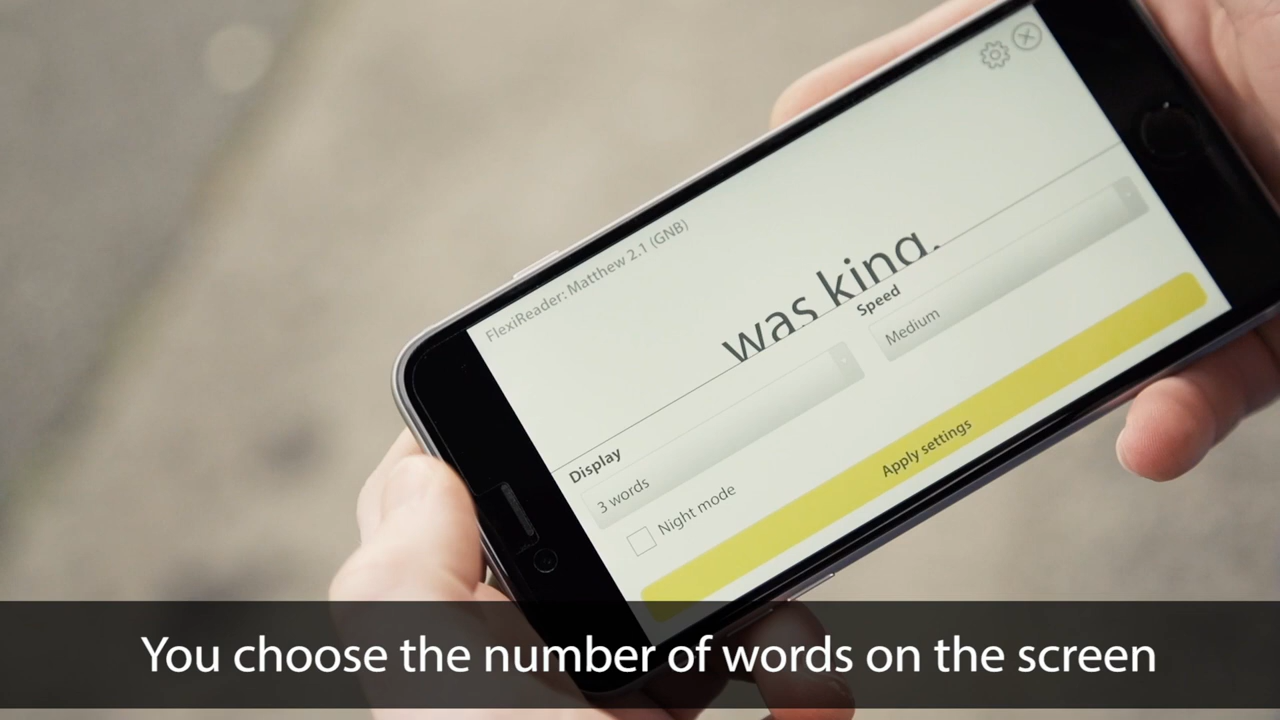 FlexiReader: Matthew 2.1 (GNB)
was king.
Display
Speed
3 words
Medium
Night mode
Apply settings
You choose the number of words on the screen